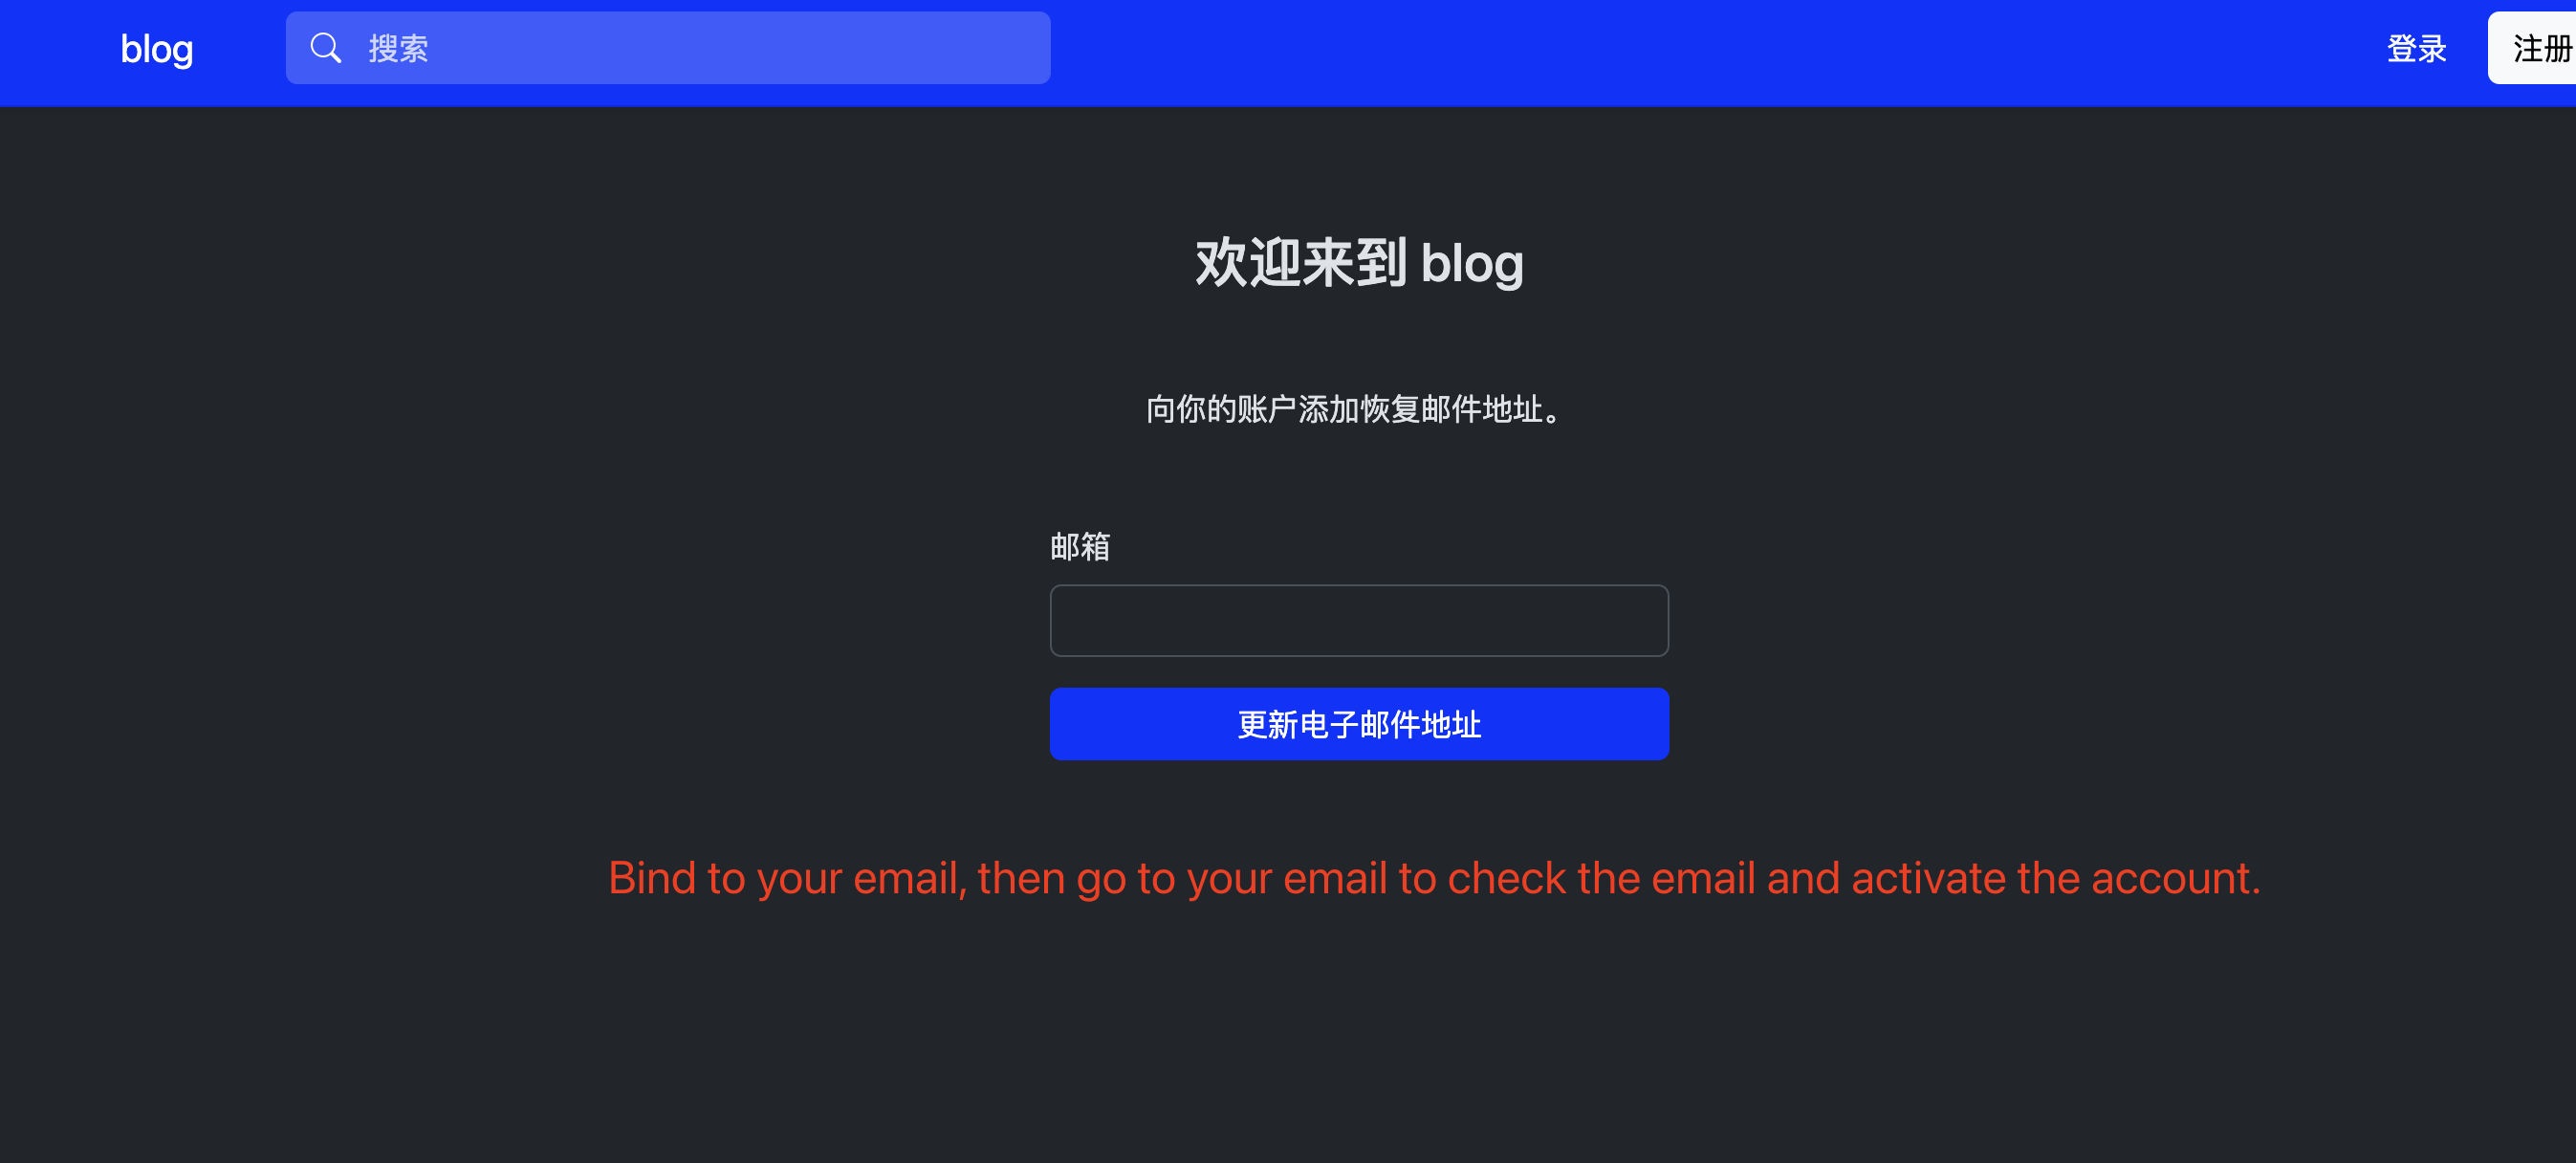 blog
搜索
登录
注册
欢迎来到 blog
向你的账户添加恢复邮件地址。
邮箱
更新电子邮件地址
Bind to your email, then go to your email to check the email and activate the account.